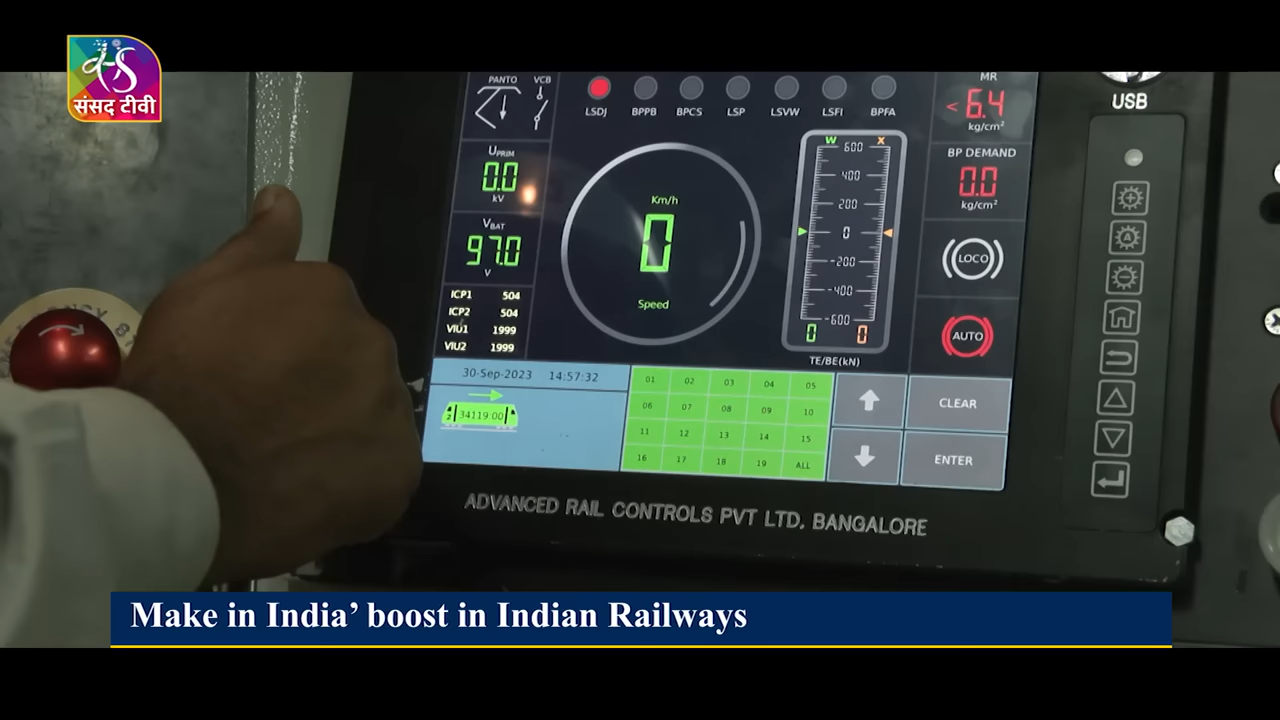 संसद टीवी
PANTO VCB
LSDJ BPPB BPCS LSP LSVW LSFI BPFA
MR
<6.4
kg/cm²
USB
UPRIM
0.0
kV
VBAT
97.0
V
ICP1 504
ICP2 504
VIU1 1999
VIU2 1999
Km/h
0
Speed
W X
600
400
200
0
-200
-400
-600
0 0
TE/BE(kN)
BP DEMAND
0.0
kg/cm²
LOCO
AUTO
A
30-Sep-2023 14:57:32
2 34119.00
01 02 03 04 05
06 07 08 09 10
11 12 13 14 15
16 17 18 19 ALL
CLEAR
ENTER
ADVANCED RAIL CONTROLS PVT LTD. BANGALORE
Make in India’ boost in Indian Railways